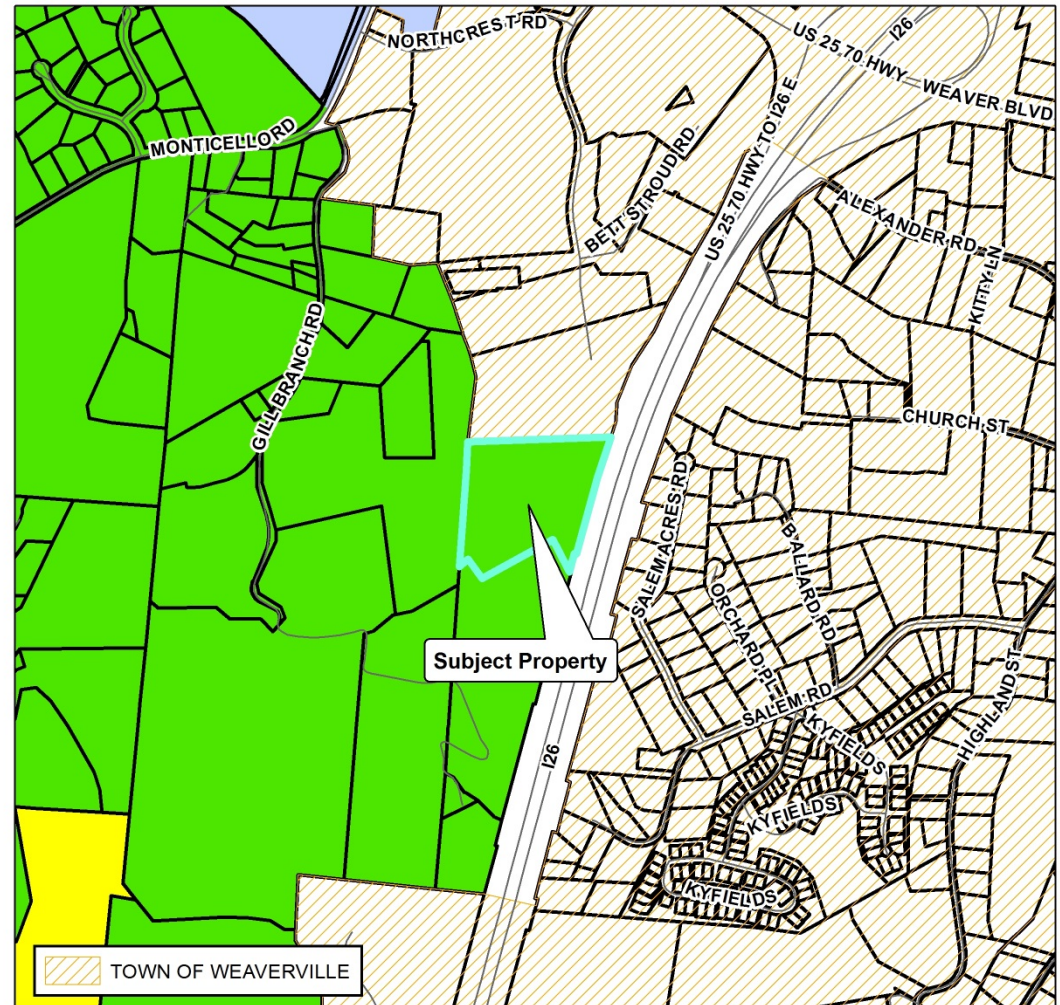 NORTHCREST RD
I26
US 25.70 HWY WEAVER BLVD
MONTICELLO RD
US 25.70 HWY TO I26 E
BETT STROUD RD
ALEXANDER RD
KITTY LN
GILL BRANCH RD
CHURCH ST
SALEM ACRES RD
BALLARD RD
ORCHARD PL
Subject Property
SALEM RD
HIGHLAND ST
KYFIELDS
I26
KYFIELDS
KYFIELDS
TOWN OF WEAVERVILLE